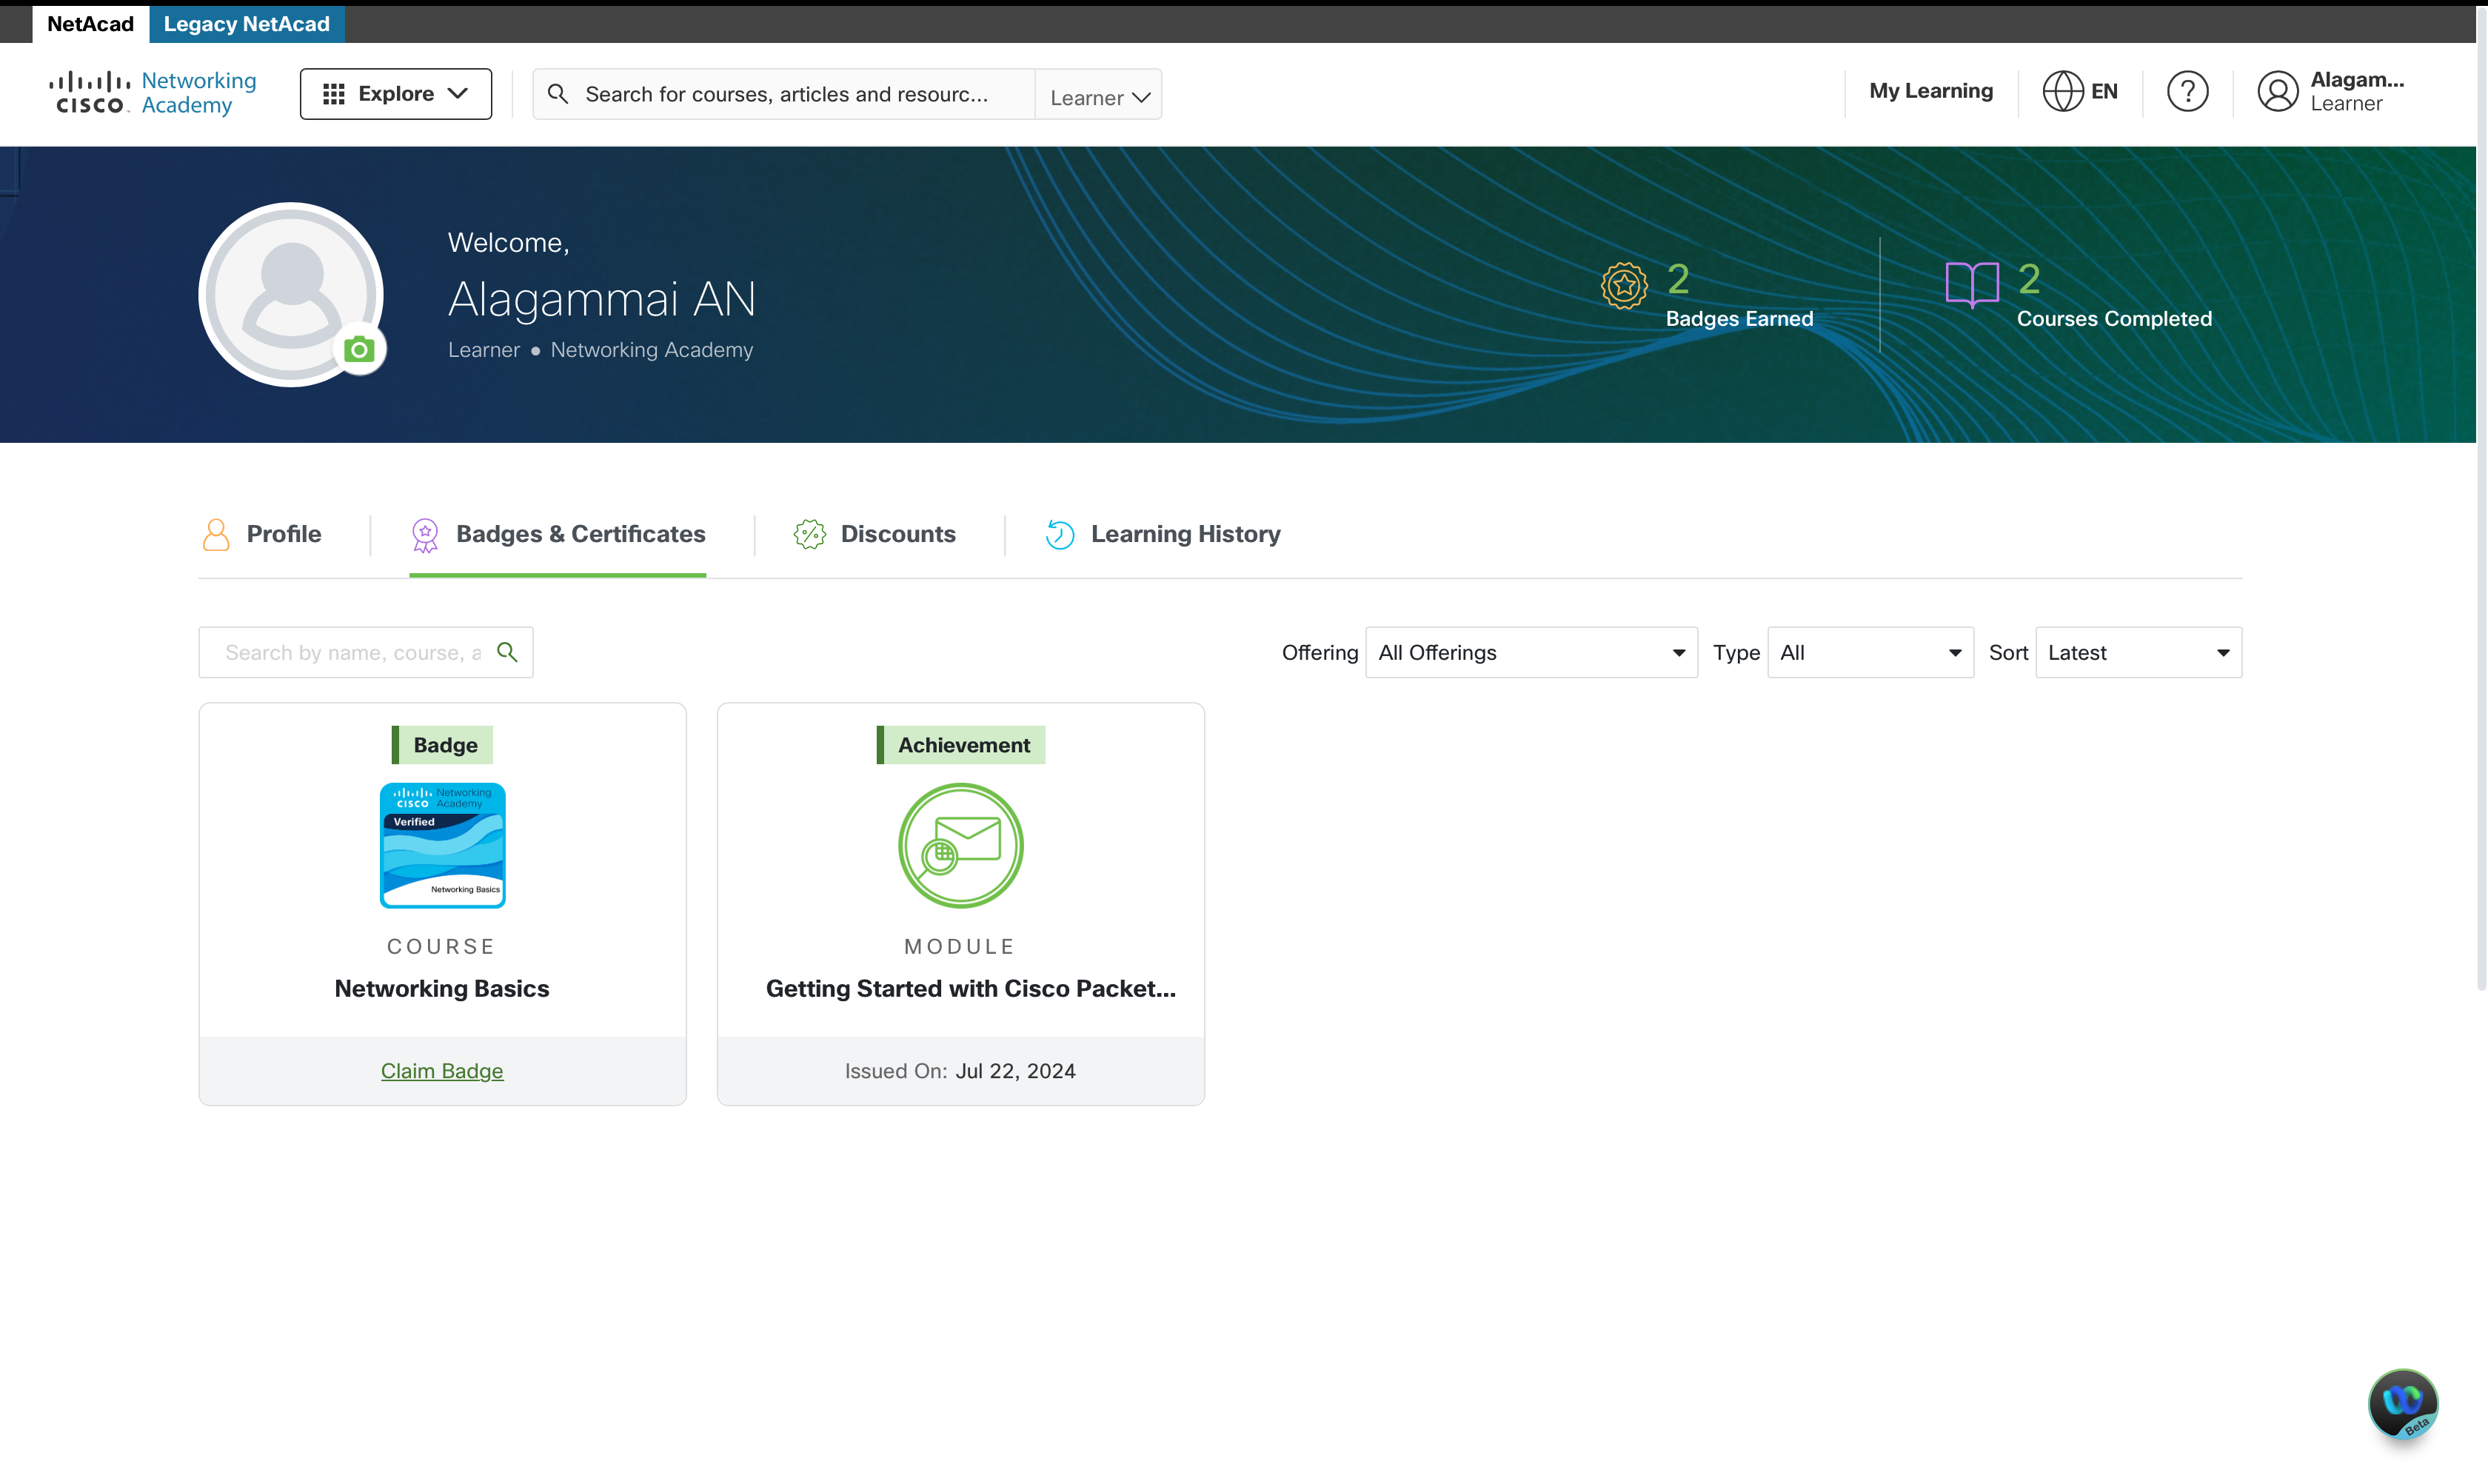 NetAcad Legacy NetAcad
CISCO Networking Academy
Explore
Search for courses, articles and resourc...
Learner
My Learning
EN
?
Alagam...
Learner
Welcome,
Alagammai AN
Learner ● Networking Academy
2
Badges Earned
2
Courses Completed
Profile
Badges & Certificates
Discounts
Learning History
Search by name, course, a
Offering All Offerings
Type All
Sort Latest
Badge
CISCO Networking Academy
Verified
Networking Basics
COURSE
Networking Basics
Claim Badge
Achievement
MODULE
Getting Started with Cisco Packet...
Issued On: Jul 22, 2024
Beta